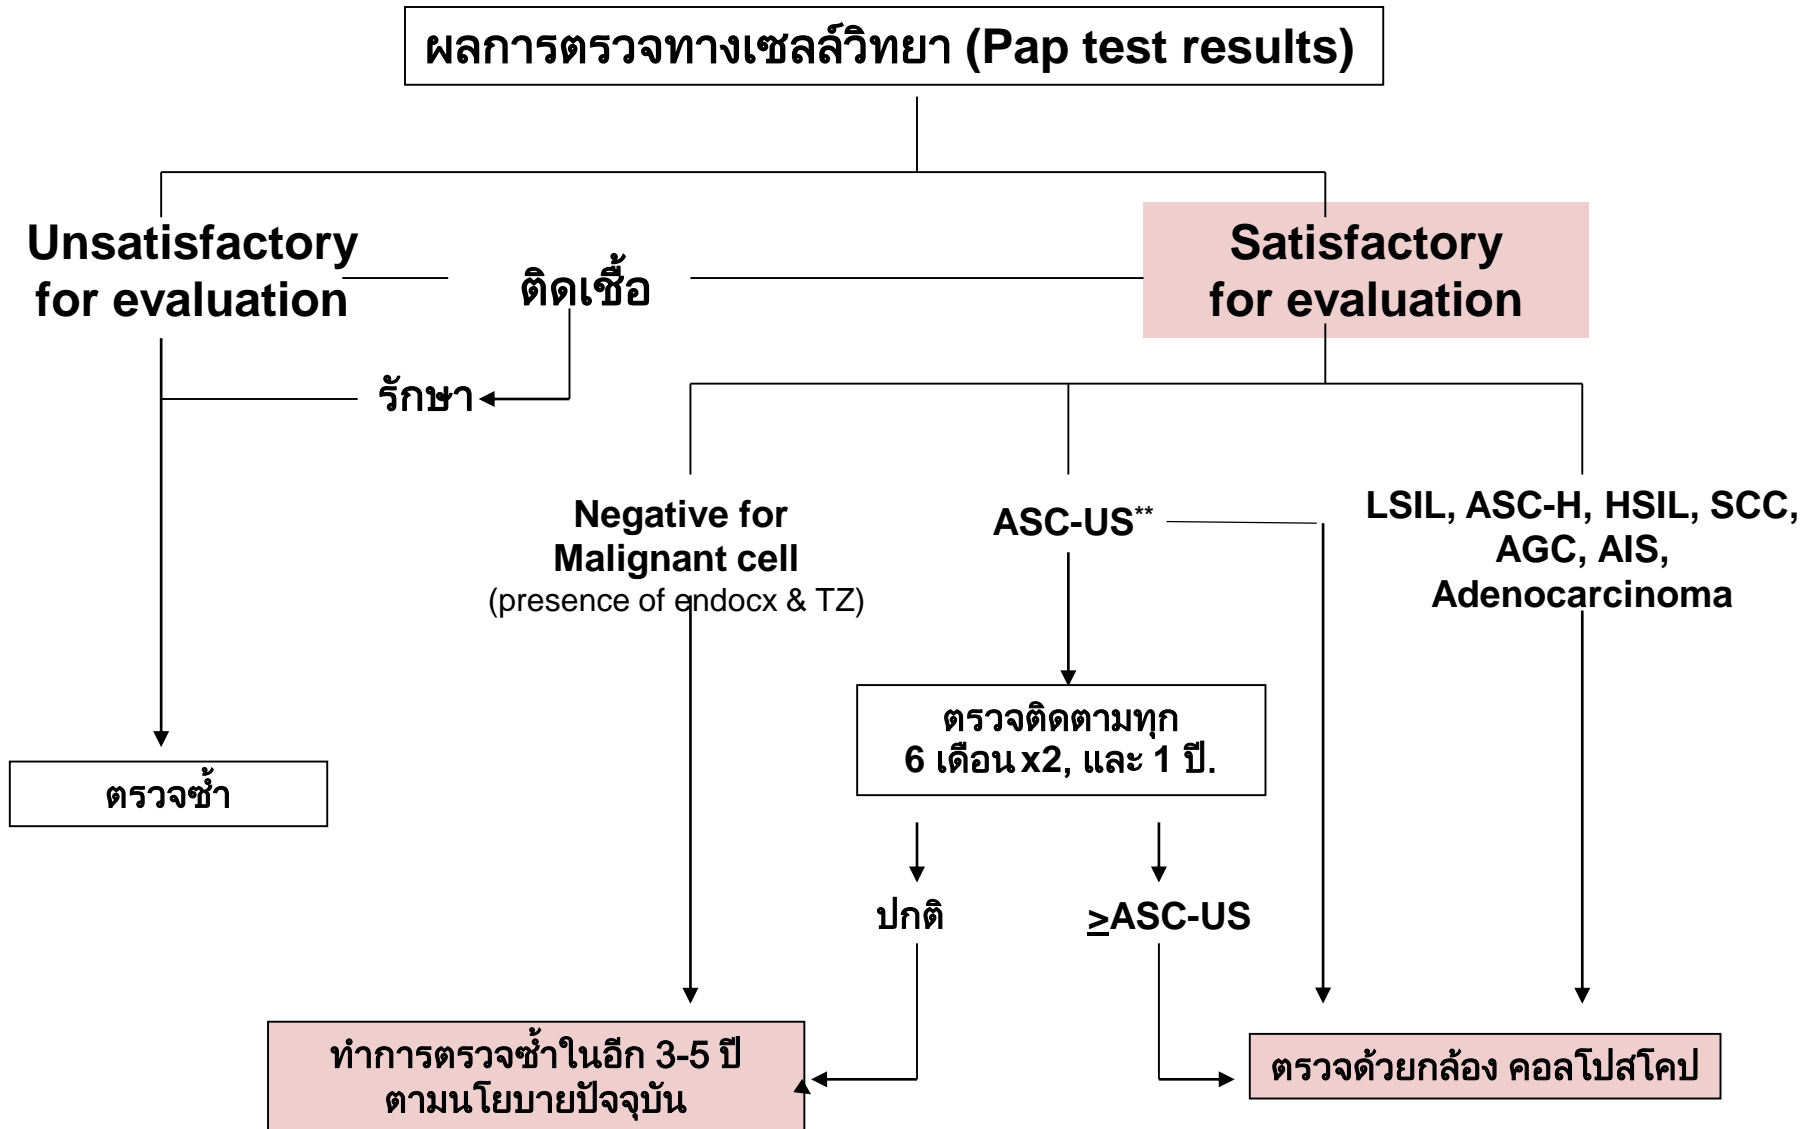 ผลการตรวจทางเซลล์วิทยา (Pap test results)
Unsatisfactory
for evaluation
ติดเชื้อ
Satisfactory
for evaluation
รักษา
Negative for
Malignant cell
(presence of endocx & TZ)
ASC-US**
LSIL, ASC-H, HSIL, SCC,
AGC, AIS,
Adenocarcinoma
ตรวจติดตามทุก
6 เดือน x2, และ 1 ปี.
ตรวจซ้ำ
ปกติ
≥ASC-US
ทำการตรวจซ้ำในอีก 3-5 ปี
ตามนโยบายปัจจุบัน
ตรวจด้วยกล้อง คอลโปสโคป